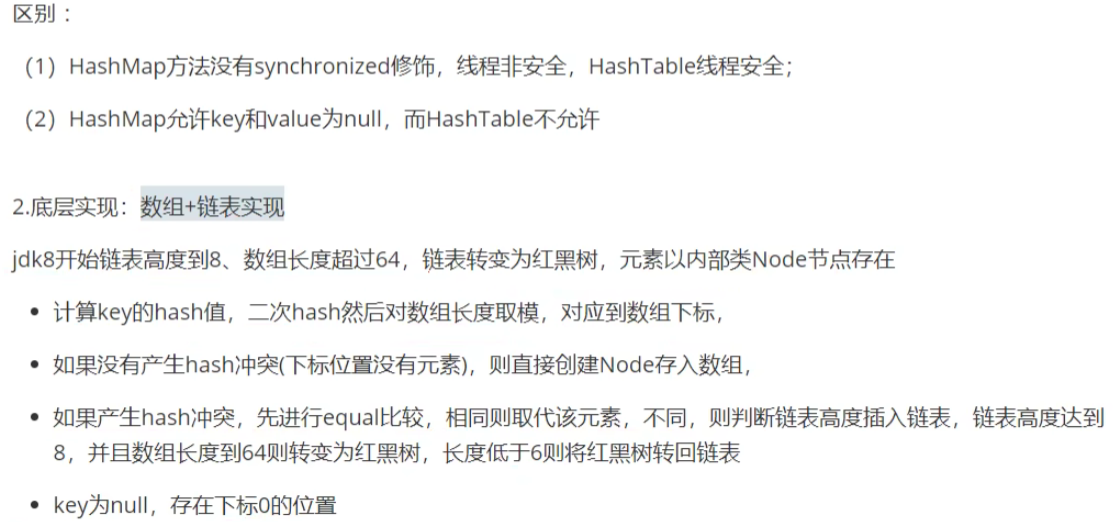 区别：
（1）HashMap方法没有synchronized修饰，线程非安全，HashTable线程安全；
（2）HashMap允许key和value为null，而HashTable不允许
2.底层实现：数组+链表实现
jdk8开始链表高度到8、数组长度超过64，链表转变为红黑树，元素以内部类Node节点存在
• 计算key的hash值，二次hash然后对数组长度取模，对应到数组下标，
• 如果没有产生hash冲突(下标位置没有元素)，则直接创建Node存入数组，
• 如果产生hash冲突，先进行equal比较，相同则取代该元素，不同，则判断链表高度插入链表，链表高度达到
8，并且数组长度到64则转变为红黑树，长度低于6则将红黑树转回链表
• key为null，存在下标0的位置